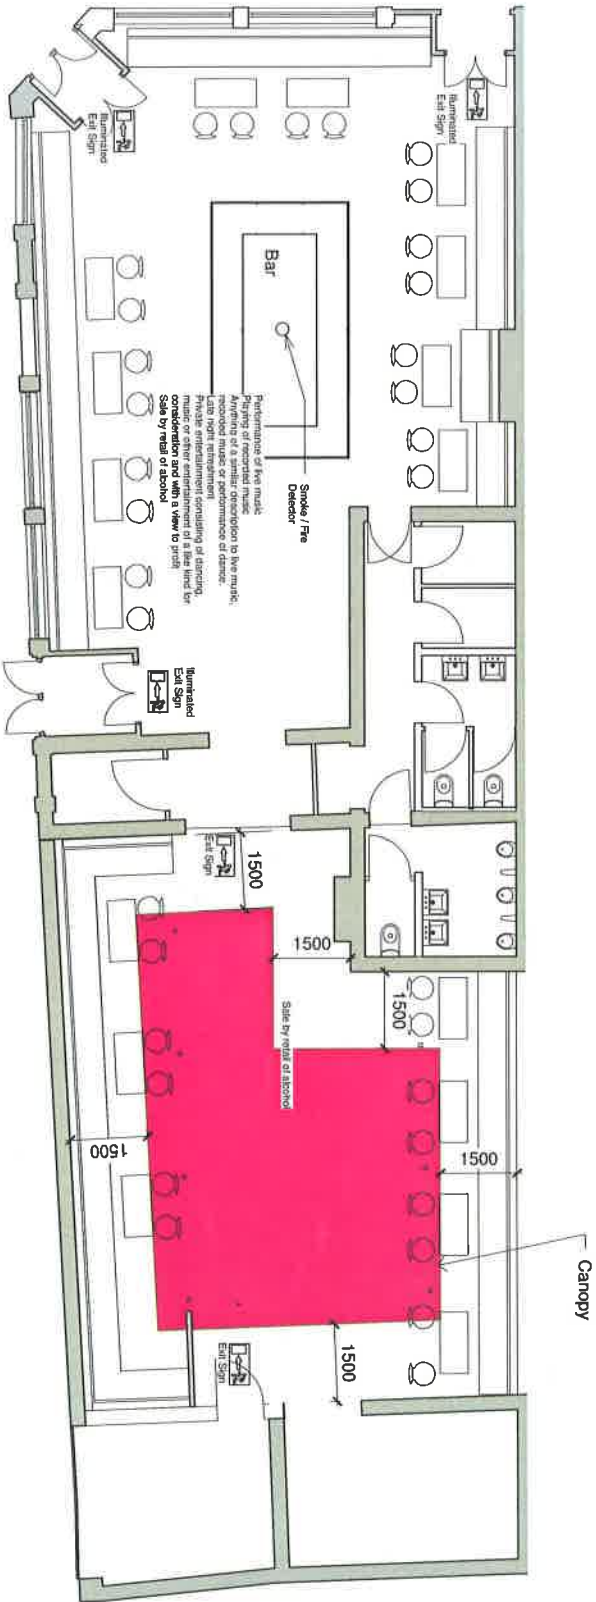 Illuminated
Exit Sign
Illuminated
Exit Sign
Bar
Smoke / Fire
Detector
Performance of live music
Playing of recorded music
Anything of a similar description to live music,
recorded music or performance of dance.
Late night refreshment
Private entertainment consisting of dancing,
music or other entertainment of a like kind for
consideration and with a view to profit
Sale by retail of alcohol
Illuminated
Exit Sign
Exit Sign
1500
1500
1500
Sale by retail of alcohol
1500
1500
Canopy
1500
Exit Sign